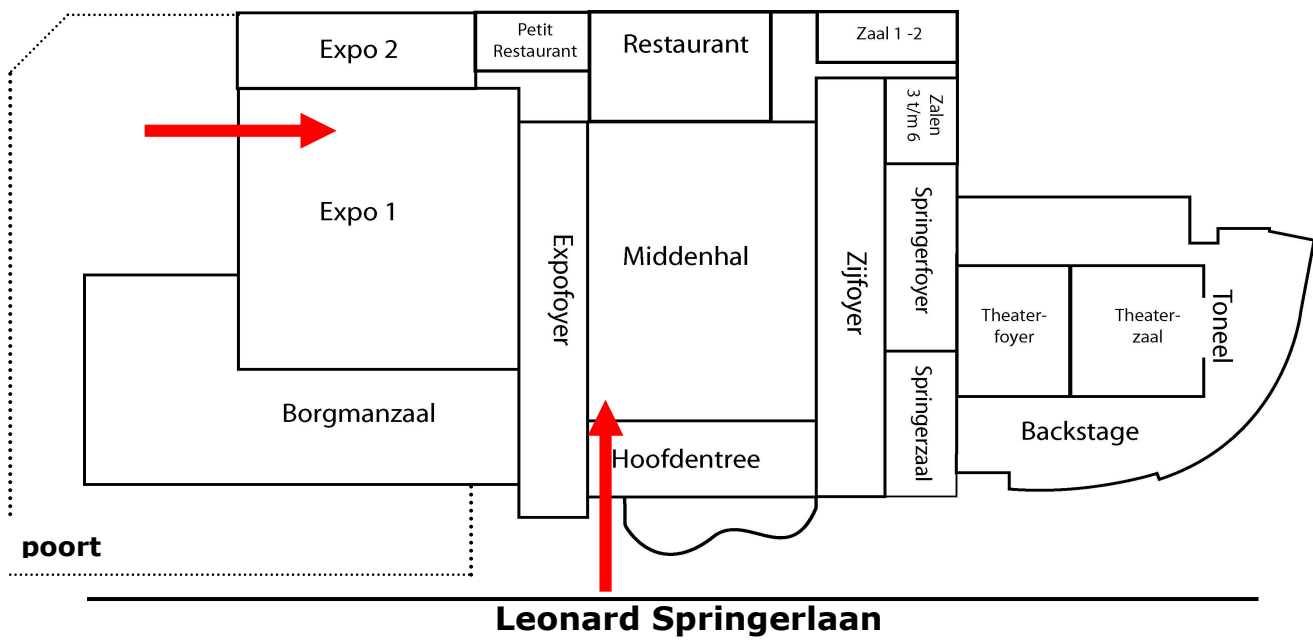 Expo 2
Petit
Restaurant
Restaurant
Zaal 1 -2
Zalen
3 t/m 6
Expo 1
Expofoyer
Middenhal
Zijfoyer
Springerfoyer
Theater-
foyer
Theater-
zaal
Toneel
Borgmanzaal
Hoofdentree
Springerzaal
Backstage
poort
Leonard Springerlaan